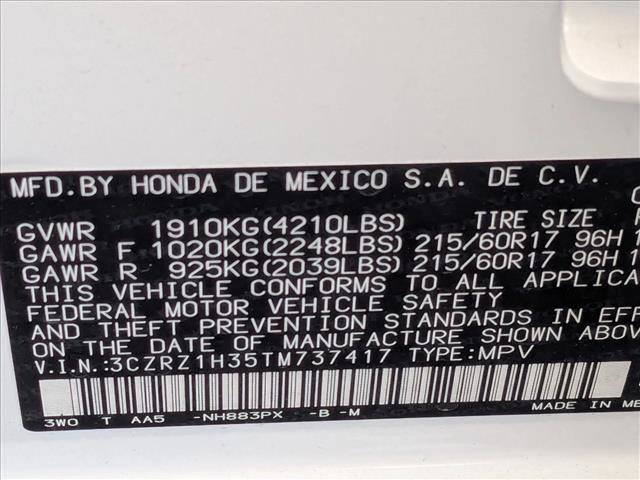 MFD.BY HONDA DE MEXICO S.A. DE C.V.
GVWR 1910KG(4210LBS) TIRE SIZE
GAWR F 1020KG(2248LBS) 215/60R17 96H
GAWR R 925KG(2039LBS) 215/60R17 96H
THIS VEHICLE CONFORMS TO ALL APPLICA
FEDERAL MOTOR VEHICLE SAFETY
AND THEFT PREVENTION STANDARDS IN EFF
ON THE DATE OF MANUFACTURE SHOWN ABOV
V.I.N.:3CZRZ1H35TM737417 TYPE:MPV
3W0 T AA5 -NH883PX -B -M MADE IN ME